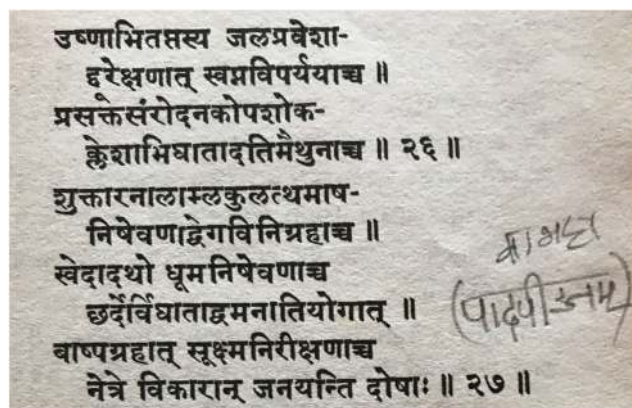 उष्णाभितप्तस्य जलप्रवेशा-
द्दूरेक्षणात् स्वप्नविपर्ययाच्च ॥
प्रसक्तसंरोदनकोपशोक-
क्लेशाभिघातादतिमैथुनाच्च ॥ २६ ॥
शुक्तारनालाम्लकुलत्थमाष-
निषेवणाद्वेगविनिग्रहाच्च ॥
स्वेदादथो धूमनिषेवणाच्च
छर्देर्विघाताद्वमनातियोगात् ॥
(पादपीडनम्)
बाष्पग्रहात् सूक्ष्मनिरीक्षणाच्च
नेत्रे विकारान् जनयन्ति दोषाः ॥ २७ ॥